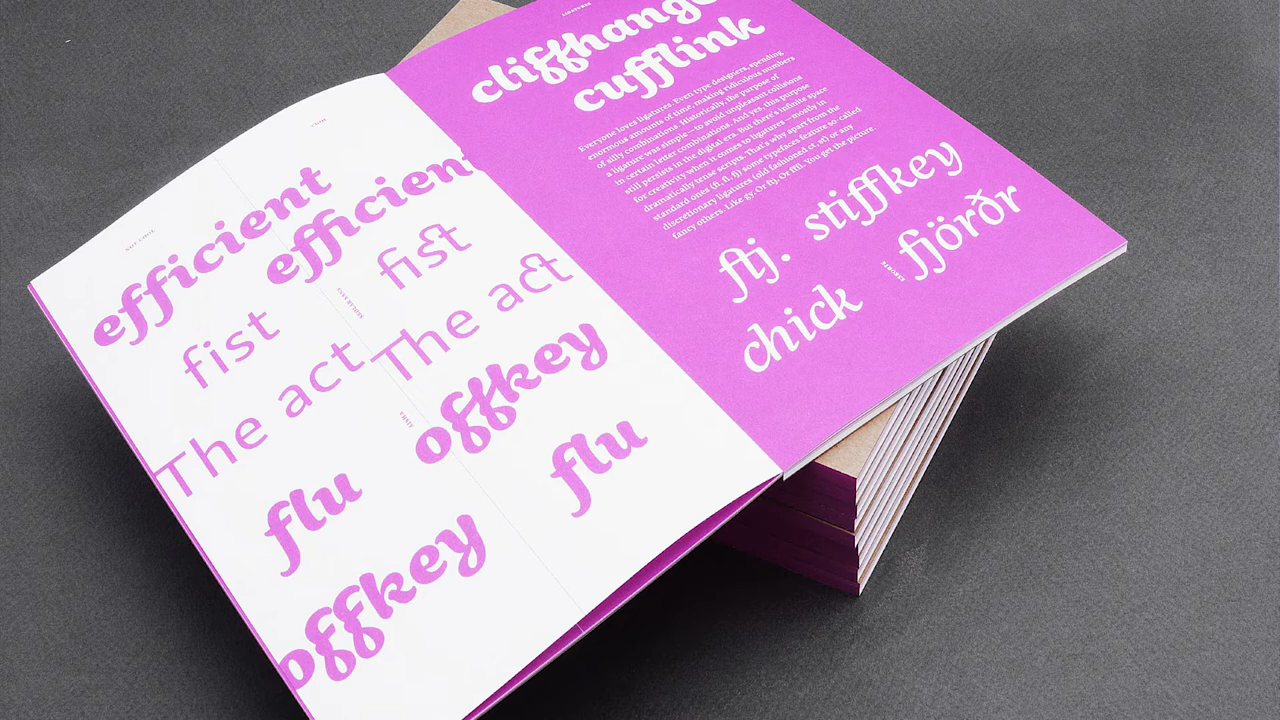 efficient
efficient
fist
fist
The act
The act
offkey
flu
flu
offkey
LIGATURES
cliffhange
cufflink
Everyone loves ligatures. Even type designers, spending
enormous amounts of time, making ridiculous numbers
of silly combinations. Historically, the purpose of
a ligature was simple—to avoid unpleasant collisions
in certain letter combinations. And yes, this purpose
still persists in the digital era. But there's infinite space
for creativity when it comes to ligatures—mostly in
dramatically tense scripts. That's why apart from the
standard ones (fi, fl, fj) some typefaces feature so-called
discretionary ligatures (old fashioned ct, st) or any
fancy others. Like gy. Or ftj. Or ffl. You get the picture.
ftj.
stiffkey
chick
fjörðr